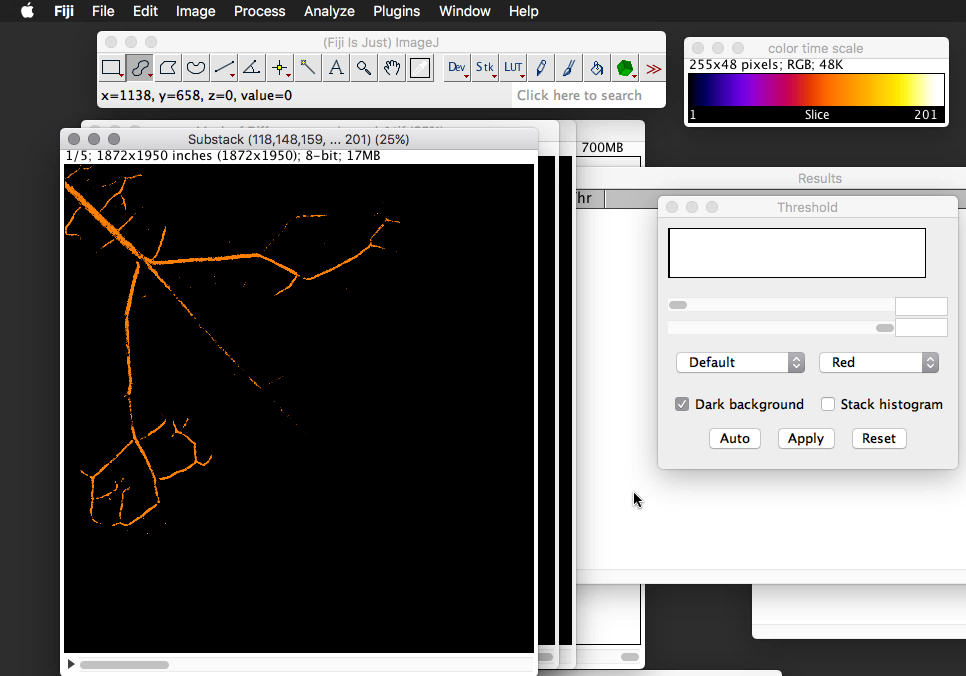 Fiji File Edit Image Process Analyze Plugins Window Help
(Fiji Is Just) ImageJ
Dev Stk LUT
x=1138, y=658, z=0, value=0
Click here to search
color time scale
255x48 pixels; RGB; 48K
1 Slice 201
Substack (118,148,159, ... 201) (25%)
1/5; 1872x1950 inches (1872x1950); 8-bit; 17MB
700MB
Results
hr
Threshold
Default
Red
Dark background
Stack histogram
Auto
Apply
Reset